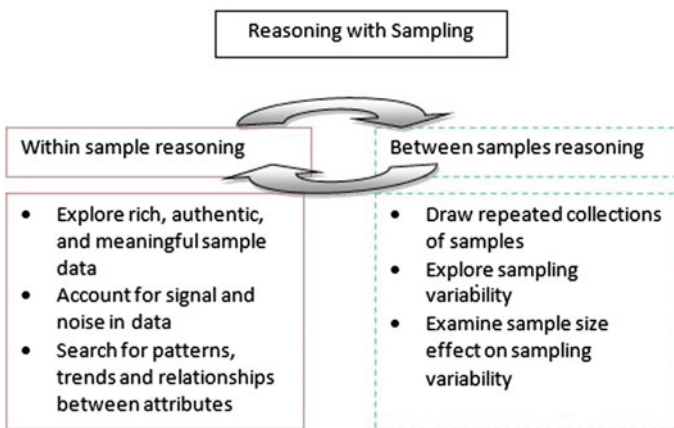 Reasoning with Sampling
Within sample reasoning
• Explore rich, authentic,
and meaningful sample
data
• Account for signal and
noise in data
• Search for patterns,
trends and relationships
between attributes
Between samples reasoning
• Draw repeated collections
of samples
• Explore sampling
variability
• Examine sample size
effect on sampling
variability